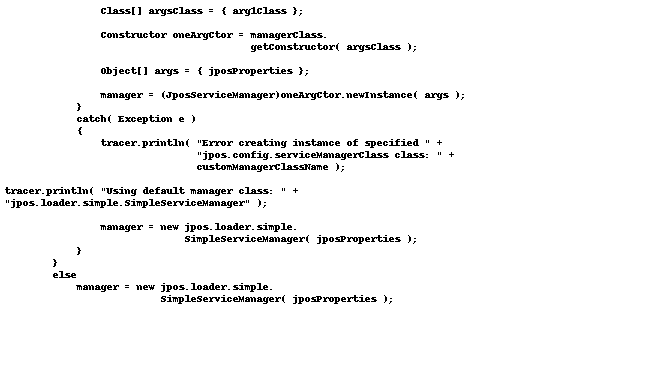 Class[] argsClass = { arg1Class };
Constructor oneArgCtor = managerClass.
getConstructor( argsClass );
Object[] args = { jposProperties };
manager = (JposServiceManager)oneArgCtor.newInstance( args );
}
catch( Exception e )
{
tracer.println( "Error creating instance of specified " +
"jpos.config.serviceManagerClass class: " +
customManagerClassName );
tracer.println( "Using default manager class: " +
"jpos.loader.simple.SimpleServiceManager" );
manager = new jpos.loader.simple.
SimpleServiceManager( jposProperties );
}
}
else
manager = new jpos.loader.simple.
SimpleServiceManager( jposProperties );